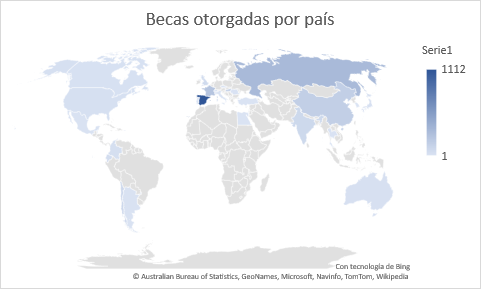 Becas otorgadas por país
Serie1
1112
1
Con tecnología de Bing
© Australian Bureau of Statistics, GeoNames, Microsoft, Navinfo, TomTom, Wikipedia